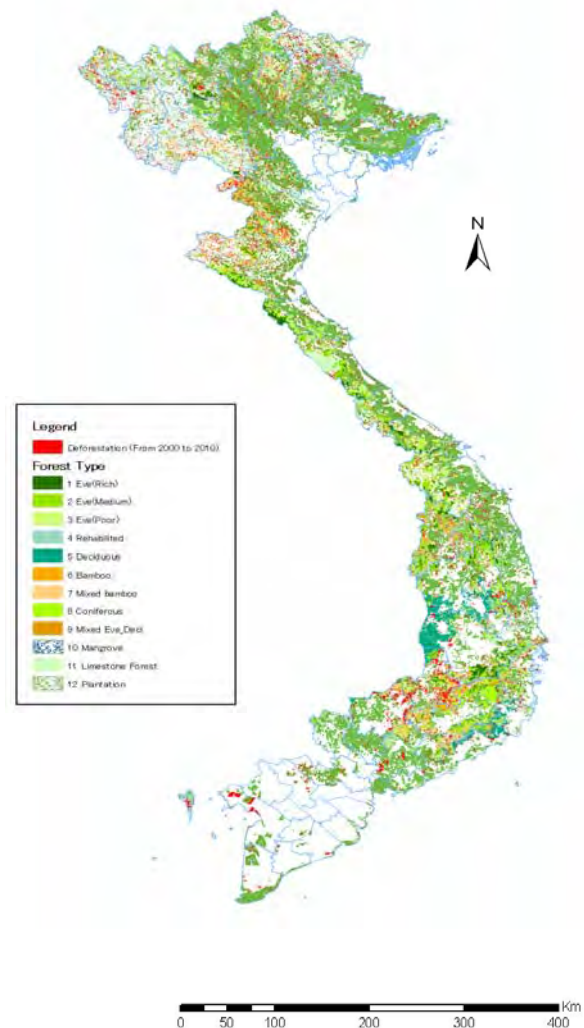 N
Legend
Deforestation (From 2000 to 2010)
Forest Type
1 Eve(Rich)
2 Eve(Medium)
3 Eve(Poor)
4 Rehabilited
5 Deciduous
6 Bamboo
7 Mixed bamboo
8 Coniferous
9 Mixed Eve_Deci
10 Mangrove
11 Limestone Forest
12 Plantation
Km
0 50 100 200 300 400